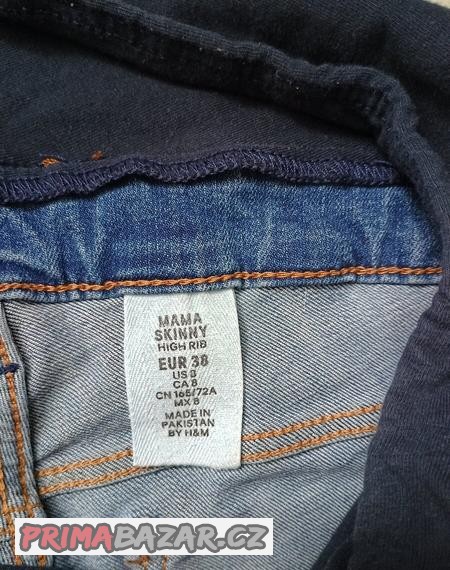 MAMA
SKINNY
HIGH RIB
EUR 38
US 8
CA 8
CN 165/72A
MX 8
MADE IN
PAKISTAN
BY H&M
PRIMABAZAR.CZ